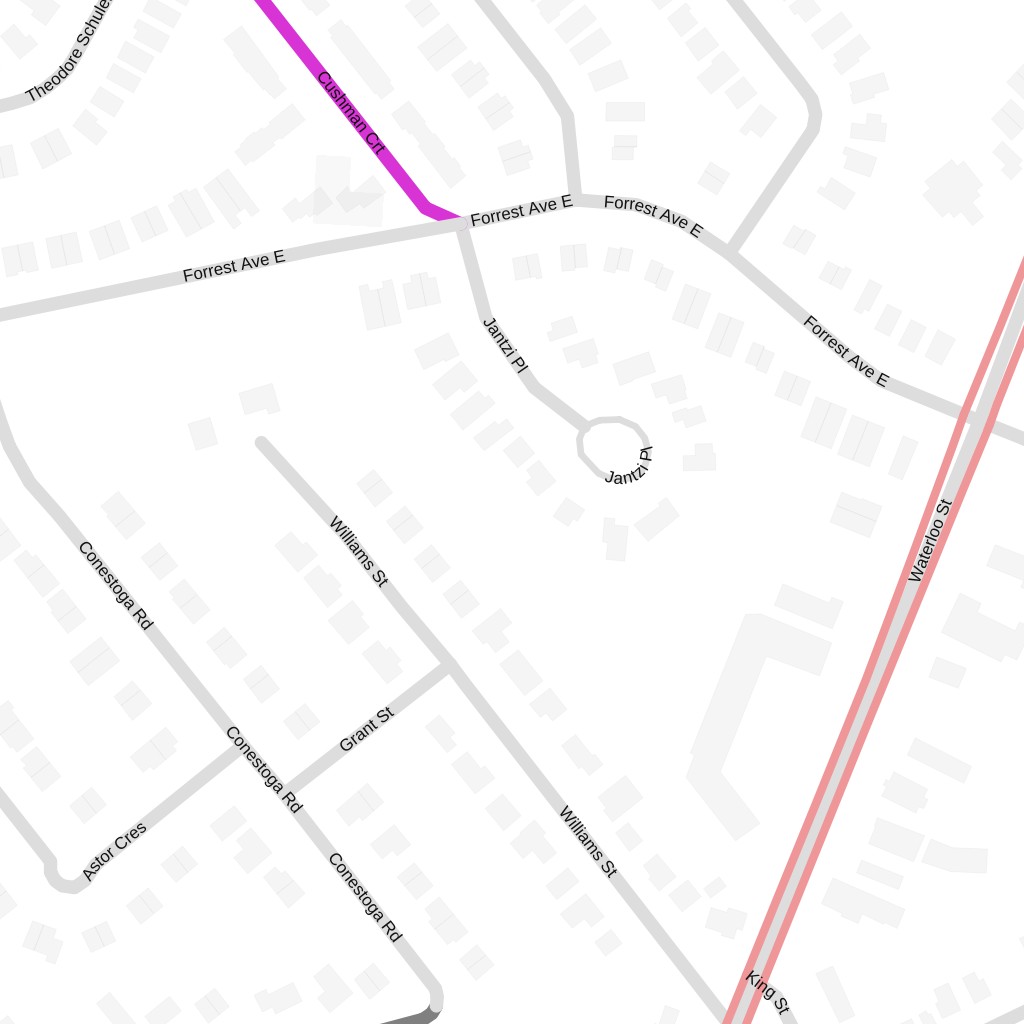 Theodore Schule
Cushman Crt
Forrest Ave E
Forrest Ave E
Forrest Ave E
Jantzi Pl
Forrest Ave E
Jantzi Pl
Waterloo St
Williams St
Conestoga Rd
Grant St
Conestoga Rd
Astor Cres
Williams St
Conestoga Rd
King St